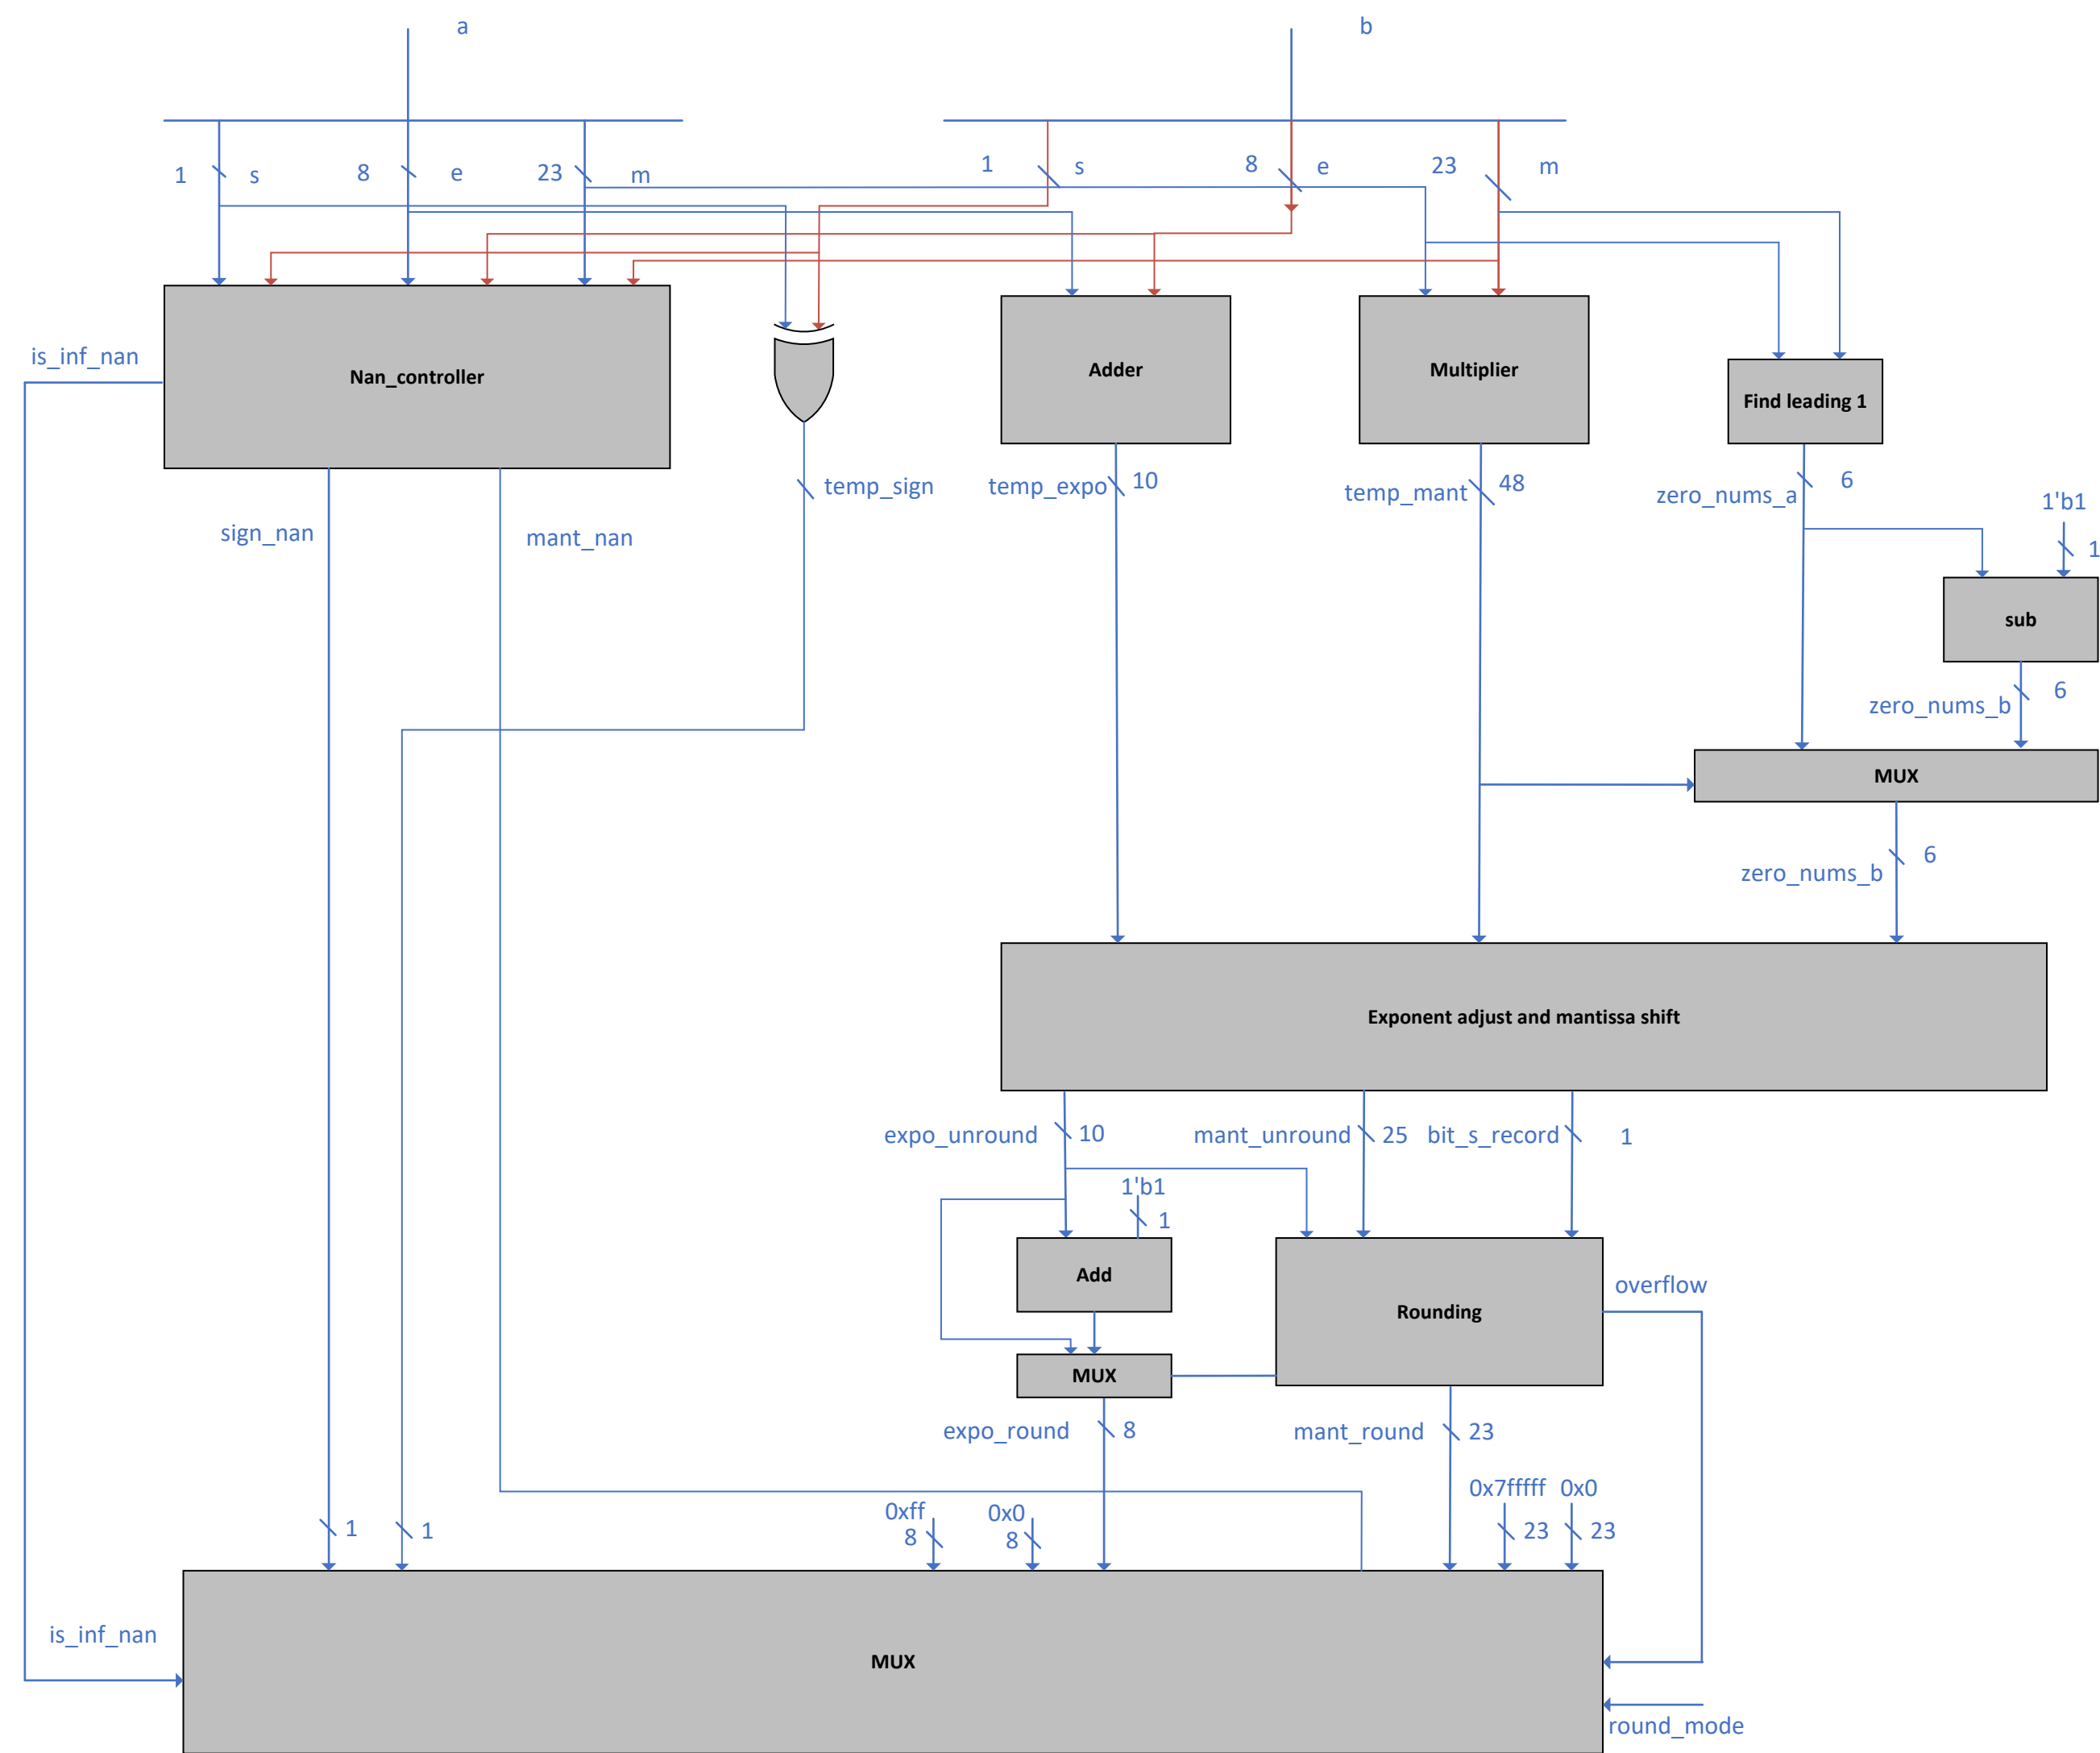 a
b
1
s
8
e
23
m
1
s
8
e
23
m
is_inf_nan
Nan_controller
Adder
Multiplier
Find leading 1
temp_sign
temp_expo
10
temp_mant
48
zero_nums_a
6
1'b1
1
sign_nan
mant_nan
sub
zero_nums_b
6
MUX
zero_nums_b
6
Exponent adjust and mantissa shift
expo_unround
10
mant_unround
25
bit_s_record
1
1'b1
1
Add
Rounding
overflow
MUX
expo_round
8
mant_round
23
0xff
8
0x0
8
0x7fffff
23
0x0
23
1
1
is_inf_nan
MUX
round_mode